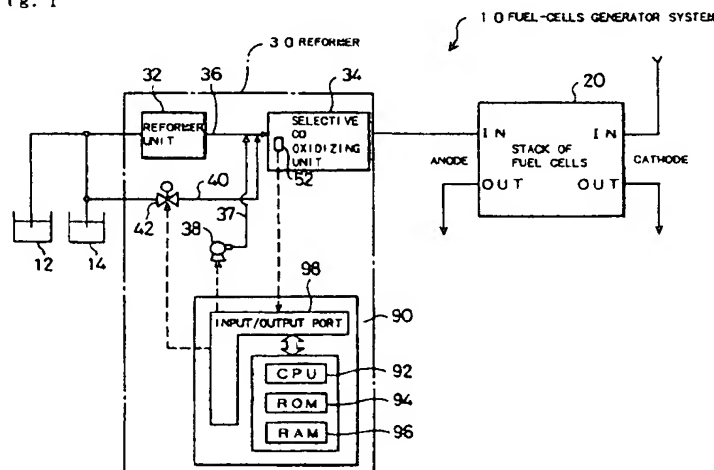 Fig. 1
10 FUEL-CELLS GENERATOR SYSTEM
30 REFORMER
32
36
34
20
REFORMER
UNIT
SELECTIVE
CO
OXIDIZING
UNIT
52
IN
IN
STACK OF
FUEL CELLS
ANODE
CATHODE
OUT
OUT
40
37
42
38
12
14
98
INPUT/OUTPUT PORT
90
CPU
92
ROM
94
RAM
96